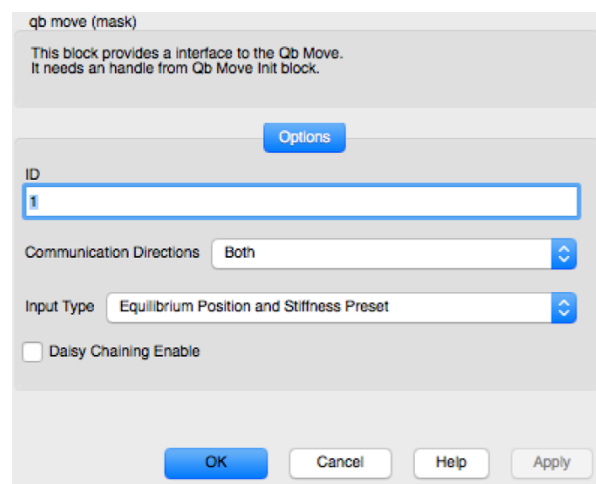 qb move (mask)
This block provides a interface to the Qb Move.
It needs an handle from Qb Move Init block.
Options
ID
1
Communication Directions Both
Input Type Equilibrium Position and Stiffness Preset
Daisy Chaining Enable
OK Cancel Help Apply